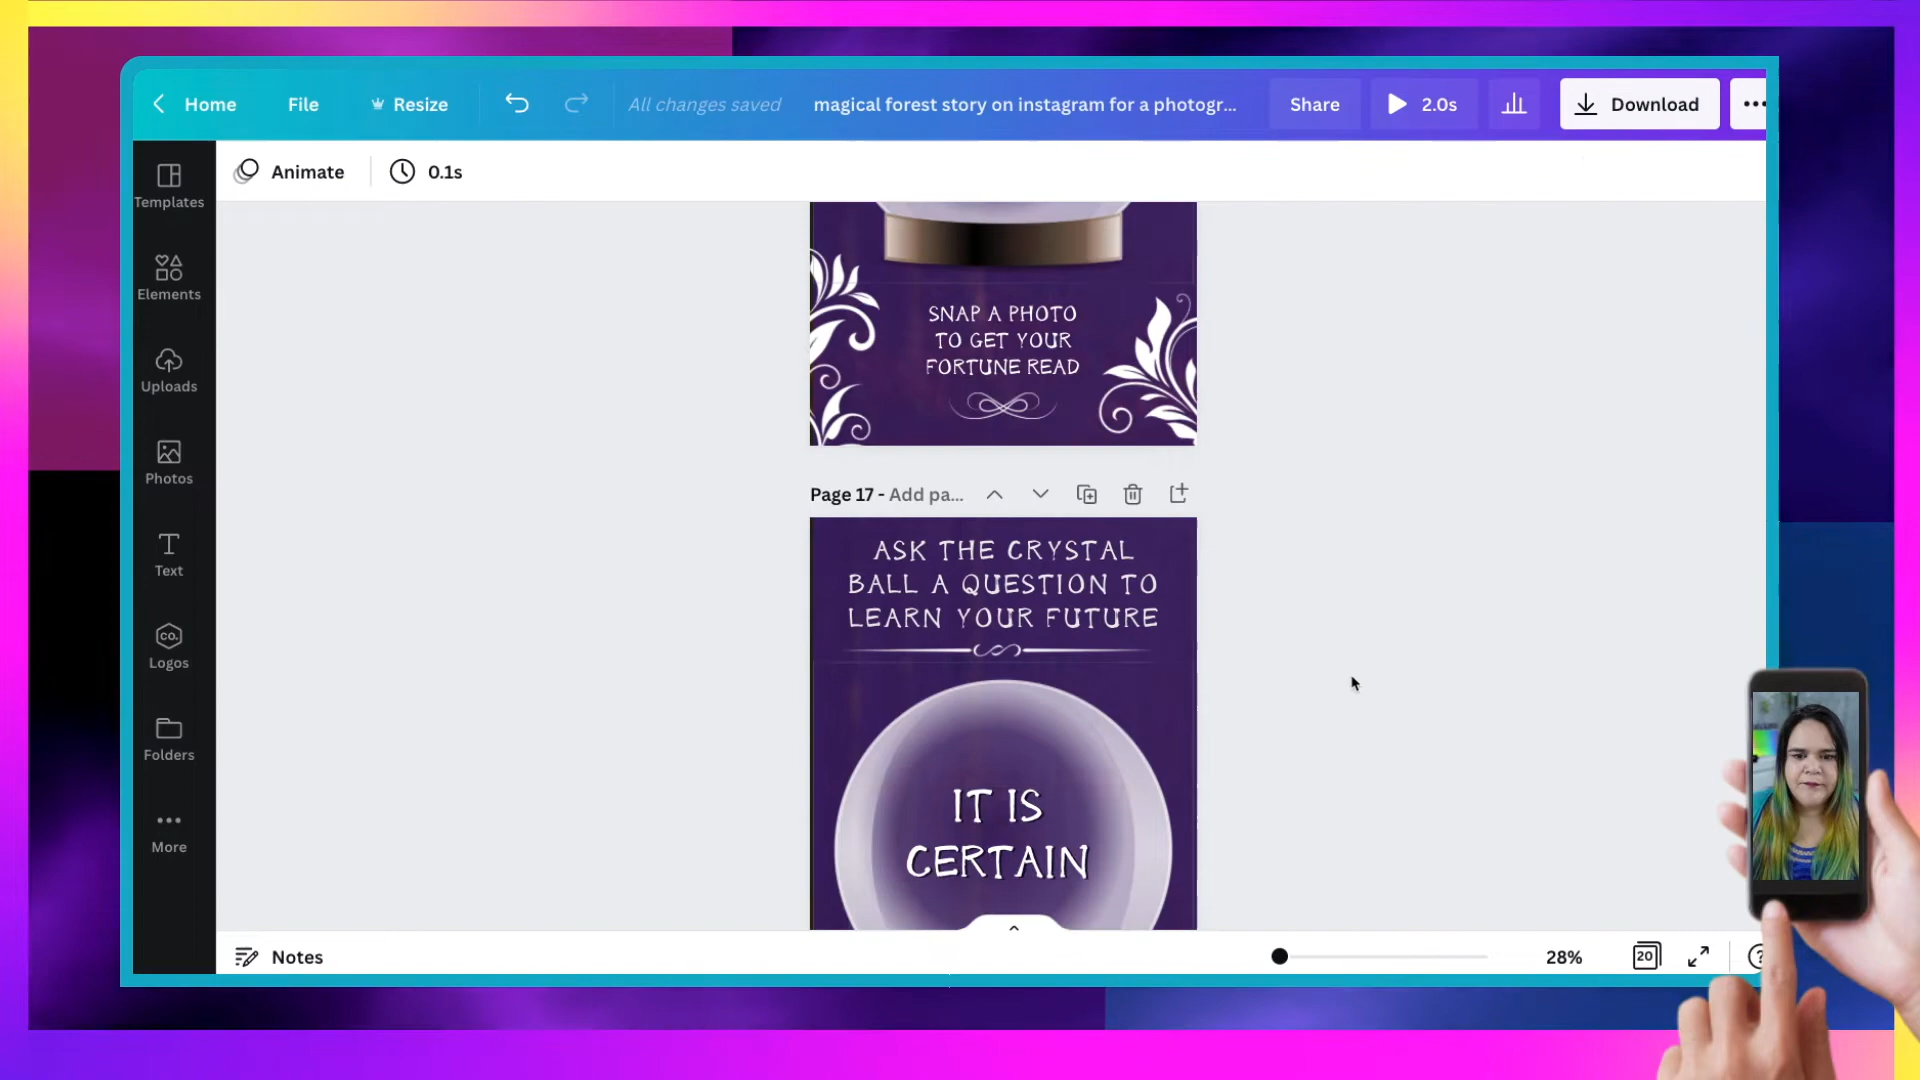 Home
File
Resize
All changes saved
magical forest story on instagram for a photogr...
Share
2.0s
Download
Templates
Elements
Uploads
Photos
Text
CO.
Logos
Folders
More
Animate
0.1s
SNAP A PHOTO
TO GET YOUR
FORTUNE READ
Page 17 - Add pa...
ASK THE CRYSTAL
BALL A QUESTION TO
LEARN YOUR FUTURE
IT IS
CERTAIN
Notes
28%
20
?